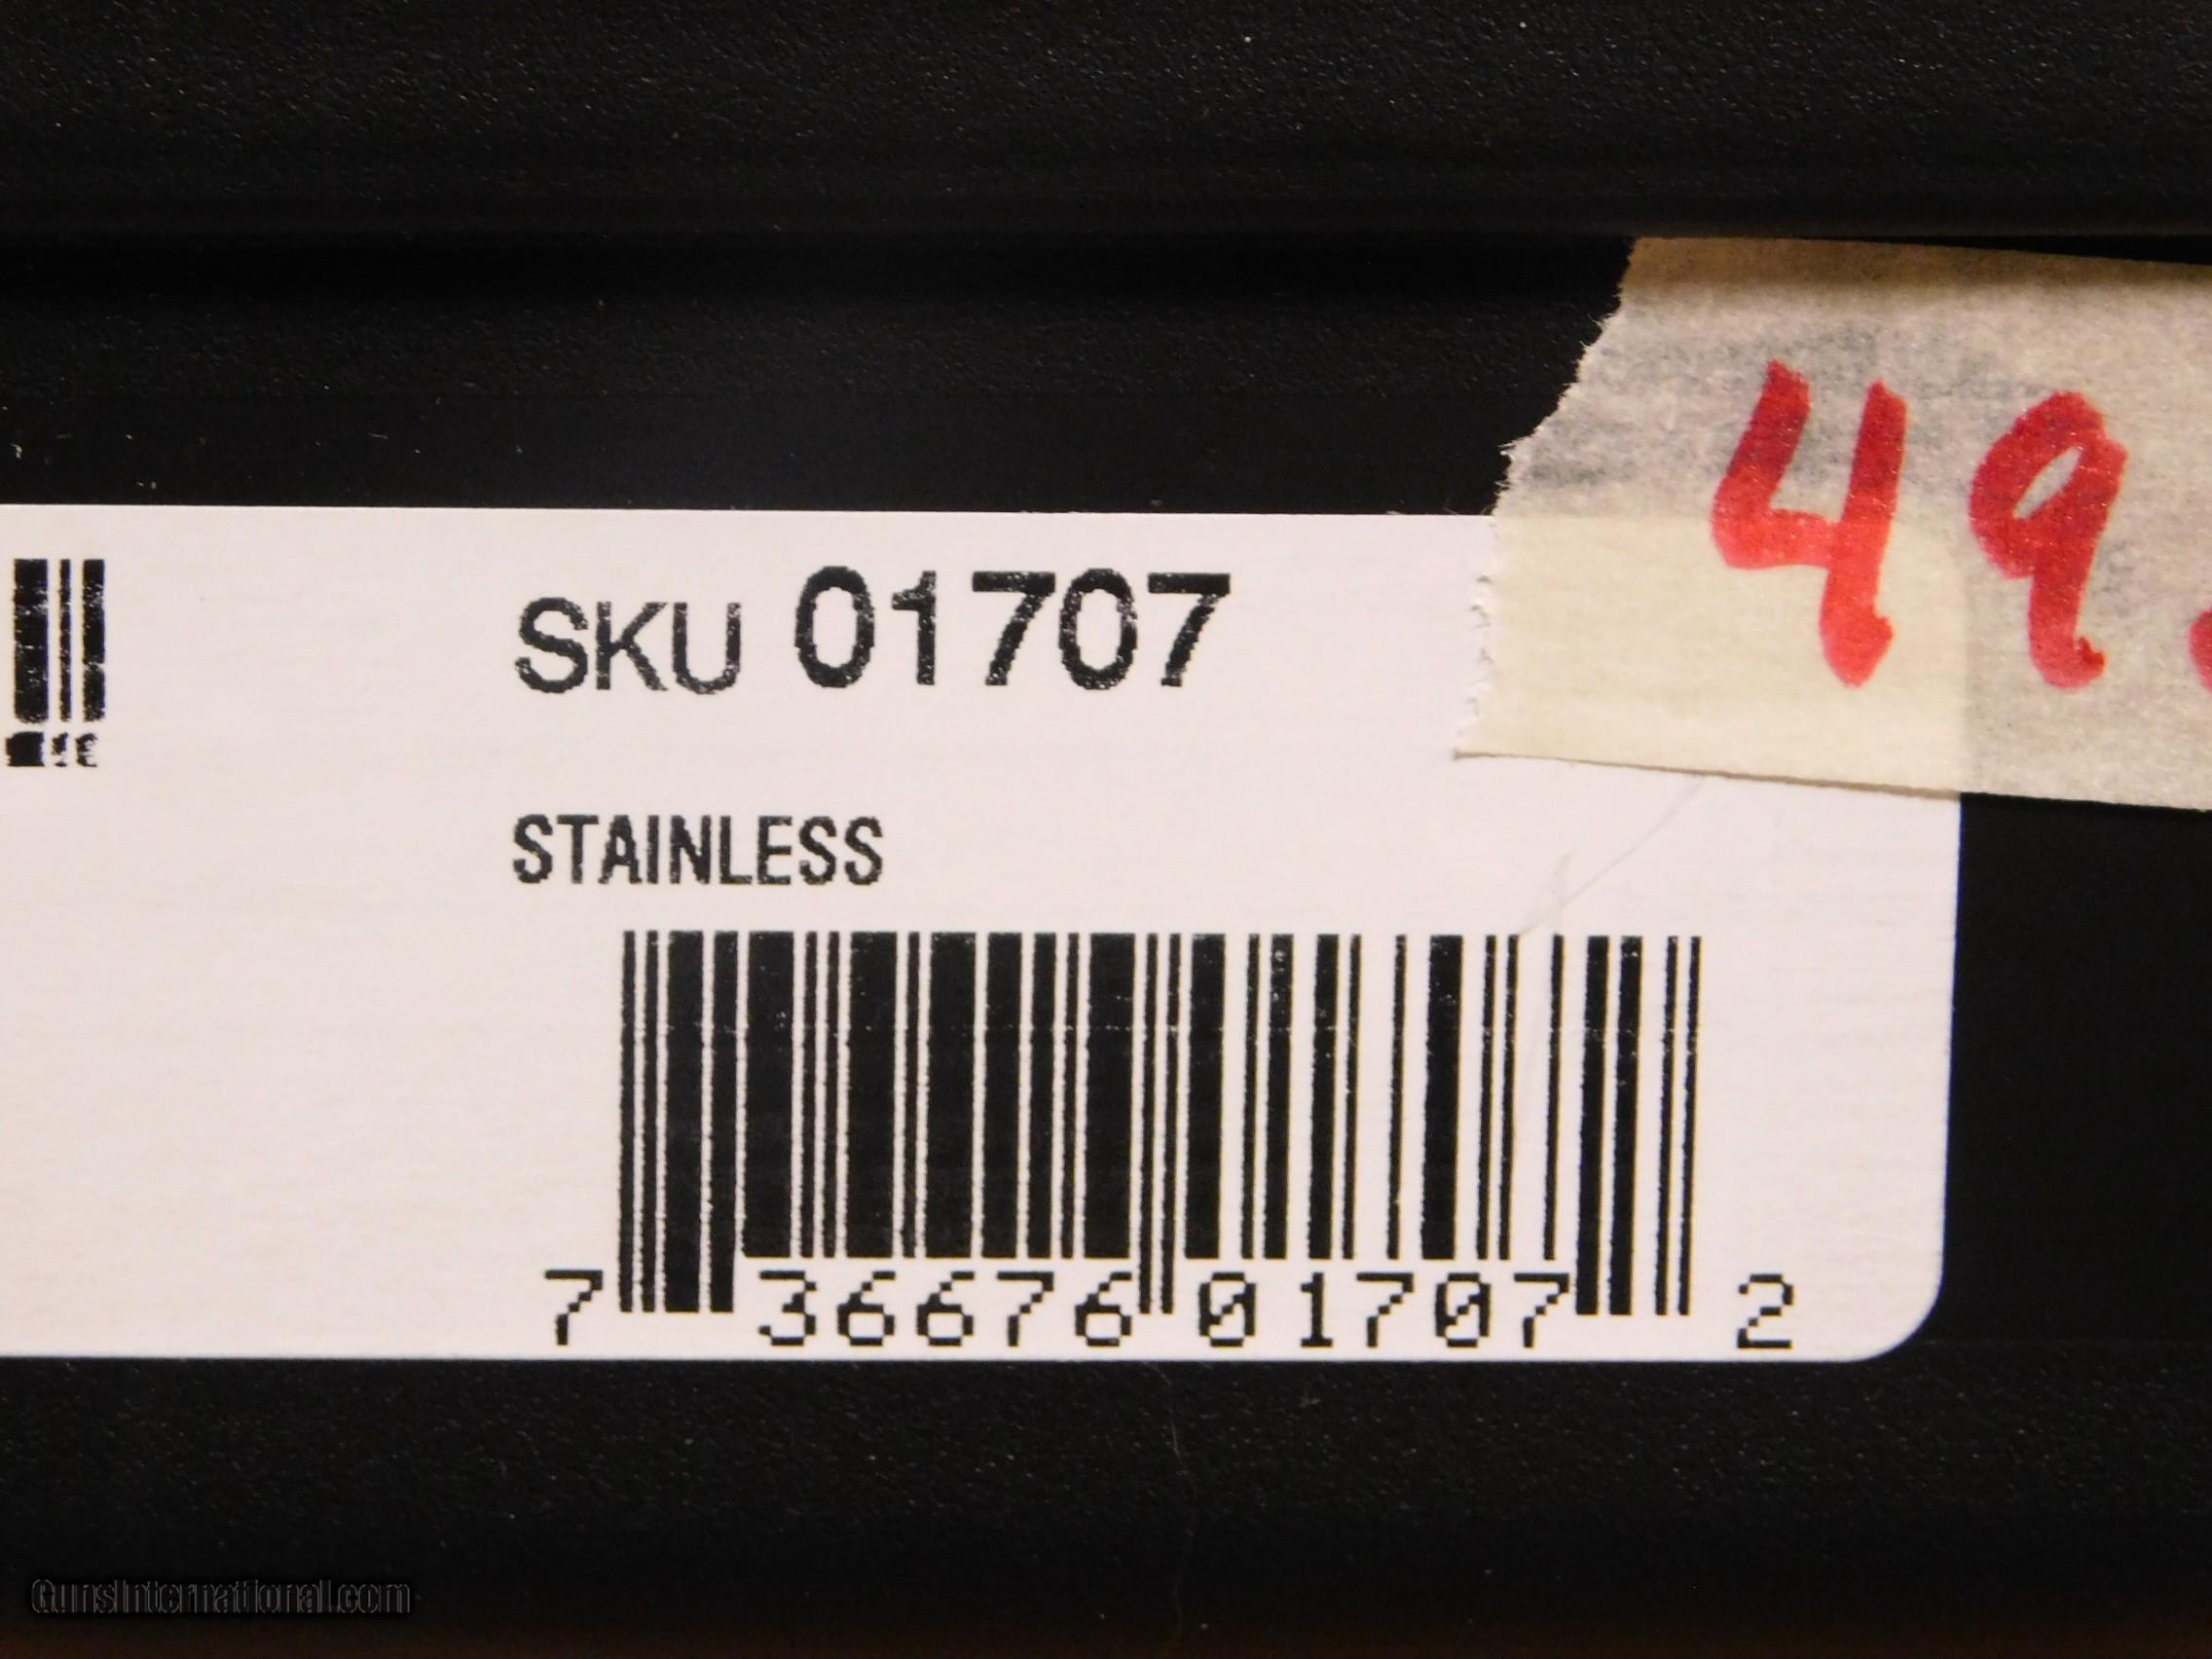 49
SKU 01707
STAINLESS
7 36676 01707 2
GunsInternational.com